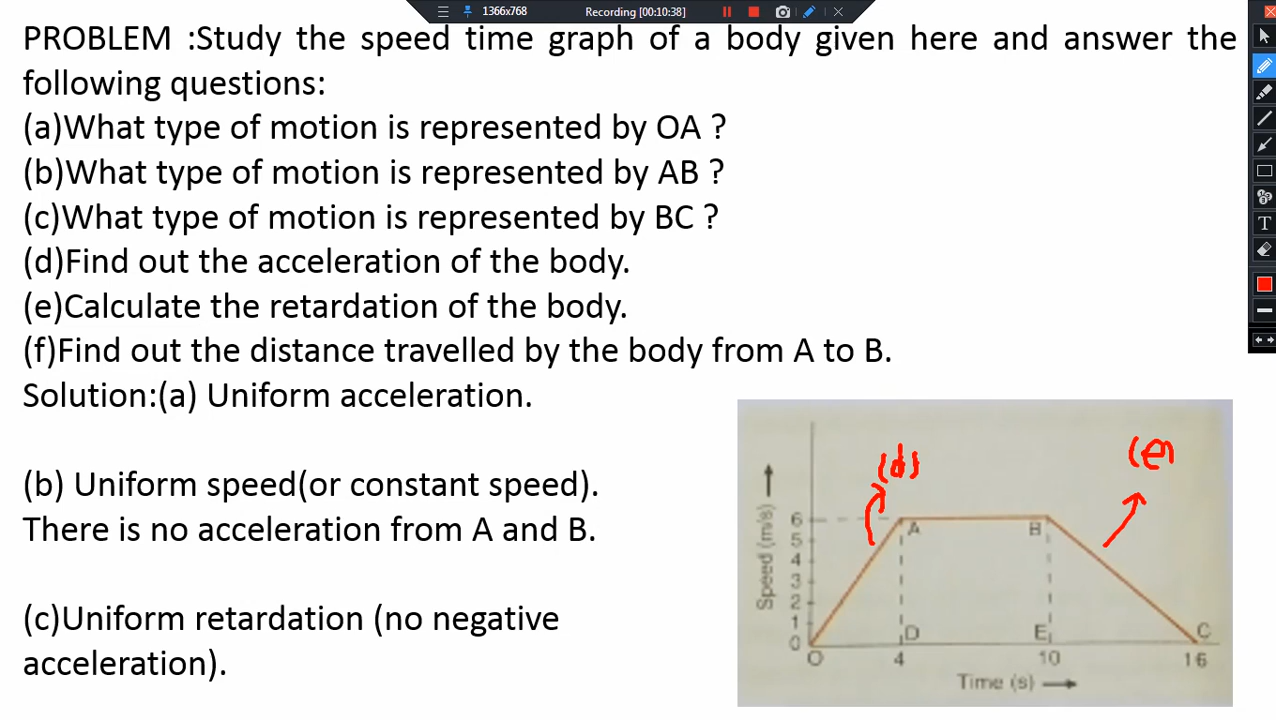 1366x768 Recording [00:10:38]
PROBLEM :Study the speed time graph of a body given here and answer the
following questions:
(a)What type of motion is represented by OA ?
(b)What type of motion is represented by AB ?
(c)What type of motion is represented by BC ?
(d)Find out the acceleration of the body.
(e)Calculate the retardation of the body.
(f)Find out the distance travelled by the body from A to B.
Solution:(a) Uniform acceleration.
(b) Uniform speed(or constant speed).
There is no acceleration from A and B.
(c)Uniform retardation (no negative
acceleration).
(d)
(e)
Speed (m/s)
6
5
4
3
2
1
0
A
B
D
E
C
O
4
10
16
Time (s)
T